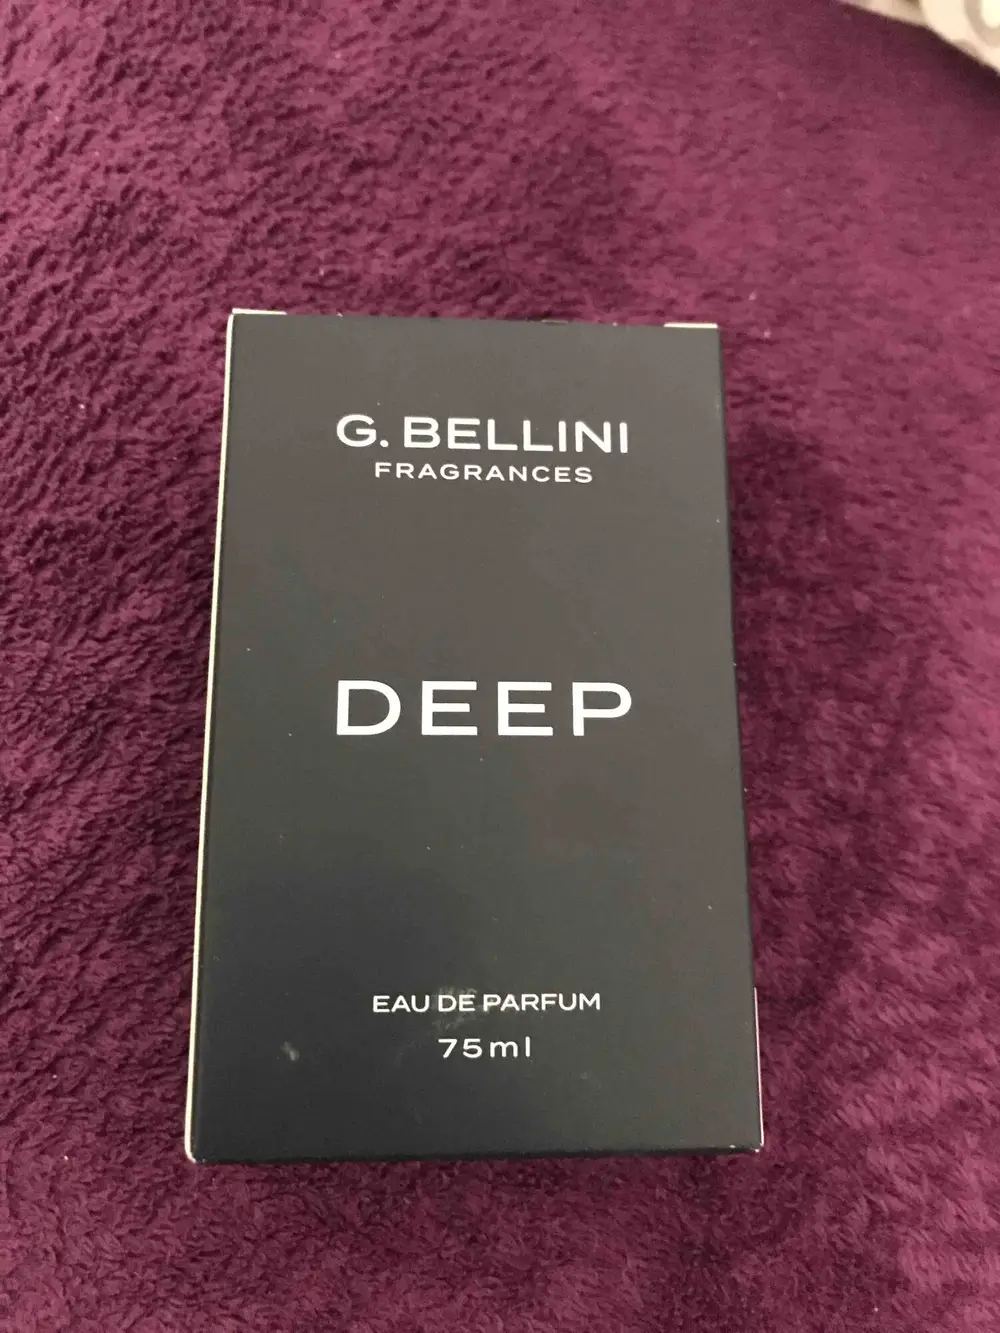 G. BELLINI
FRAGRANCES
DEEP
EAU DE PARFUM
75ml